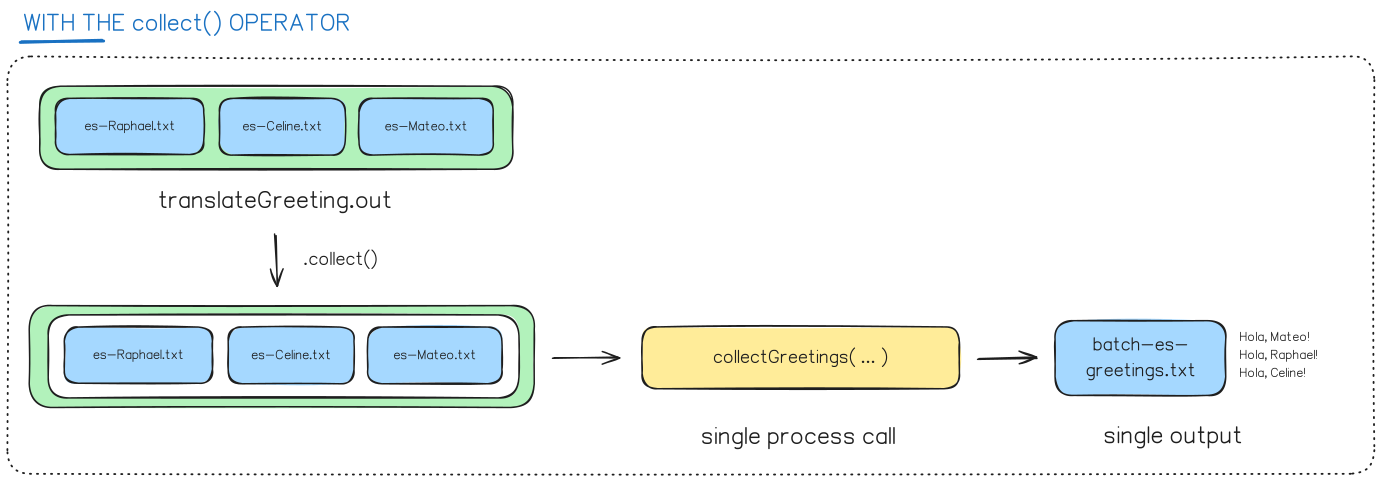 WITH THE collect() OPERATOR
es-Raphael.txt
es-Celine.txt
es-Mateo.txt
translateGreeting.out
.collect()
es-Raphael.txt
es-Celine.txt
es-Mateo.txt
collectGreetings( ... )
single process call
batch-es-
greetings.txt
single output
Hola, Mateo!
Hola, Raphael!
Hola, Celine!